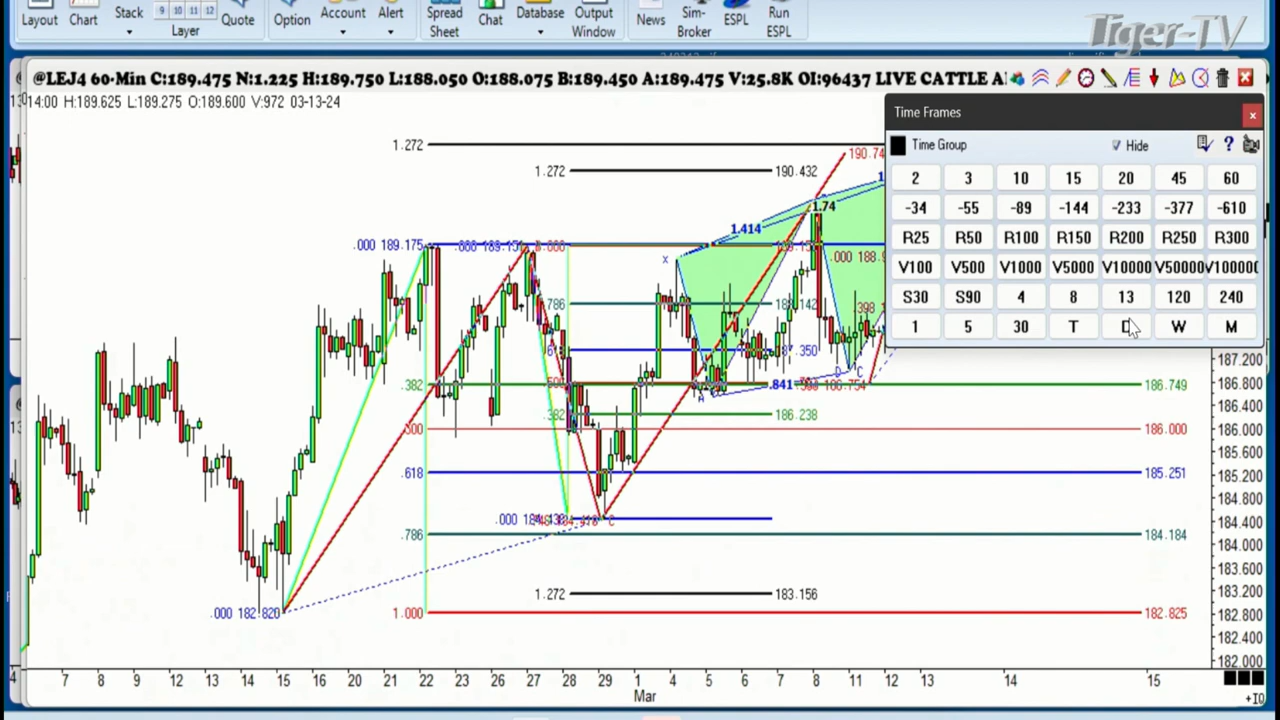 Layout Chart Stack 9 10 11 12 Layer Quote Option Account Alert Spread Sheet Chat Database Output Window News Sim-Broker ESPL Run ESPL
Tiger-TV
@LEJ4 60-Min C:189.475 N:1.225 H:189.750 L:188.050 O:188.075 B:189.450 A:189.475 V:25.8K OI:96437 LIVE CATTLE
14:00 H:189.625 L:189.275 O:189.600 V:972 03-13-24
Time Frames
Time Group Hide ?
2 3 10 15 20 45 60
-34 -55 -89 -144 -233 -377 -610
R25 R50 R100 R150 R200 R250 R300
V100 V500 V1000 V5000 V10000 V50000
S30 S90 4 8 13 120 240
1 5 30 T D W M
1.272
1.272 190.432
1.74
1.414
.000 189.175
X
.786
.382 186.749
.841
A
D C
.382 186.238
186.000
.618 185.251
.786 184.184
C
1.272 183.156
.000 182.820 1.000 182.825
187.200
186.800
186.400
186.000
185.600
185.200
184.800
184.400
184.000
183.600
183.200
182.800
182.400
182.000
7 8 9 12 13 14 15 16 20 21 22 23 26 27 28 29 1 4 5 6 7 8 11 12 13 14 15
Mar